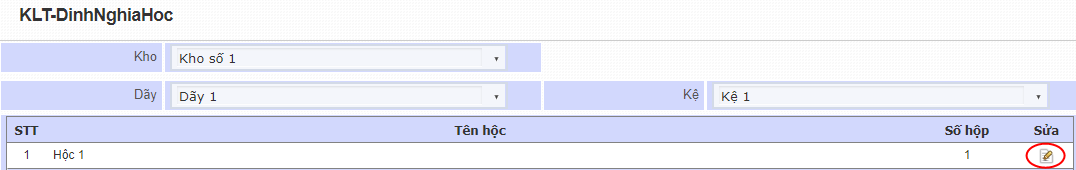 KLT-DinhNghiaHoc
Kho Kho số 1
Dãy Dãy 1 Kệ Kệ 1
STT Tên hộc Số hộp Sửa
1 Hộc 1 1